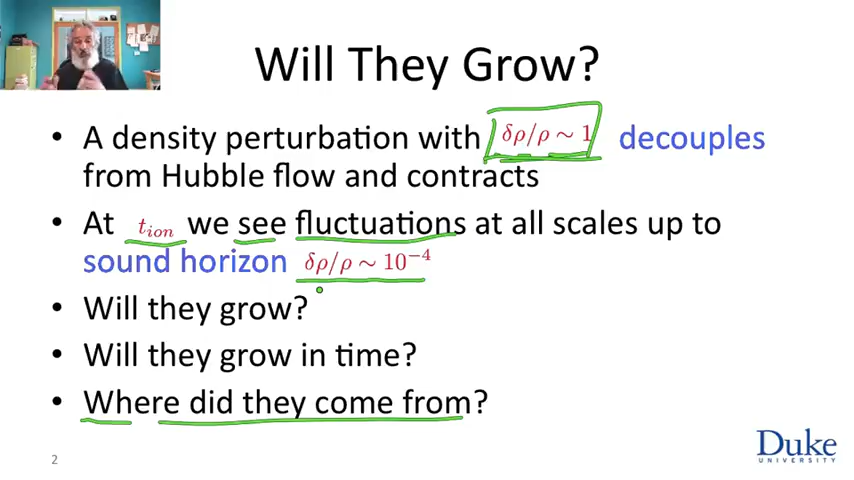 Will They Grow?
• A density perturbation with δρ/ρ ∼ 1 decouples
from Hubble flow and contracts
• At t_ion we see fluctuations at all scales up to
sound horizon δρ/ρ ∼ 10⁻⁴
• Will they grow?
• Will they grow in time?
• Where did they come from?
2
Duke
UNIVERSITY